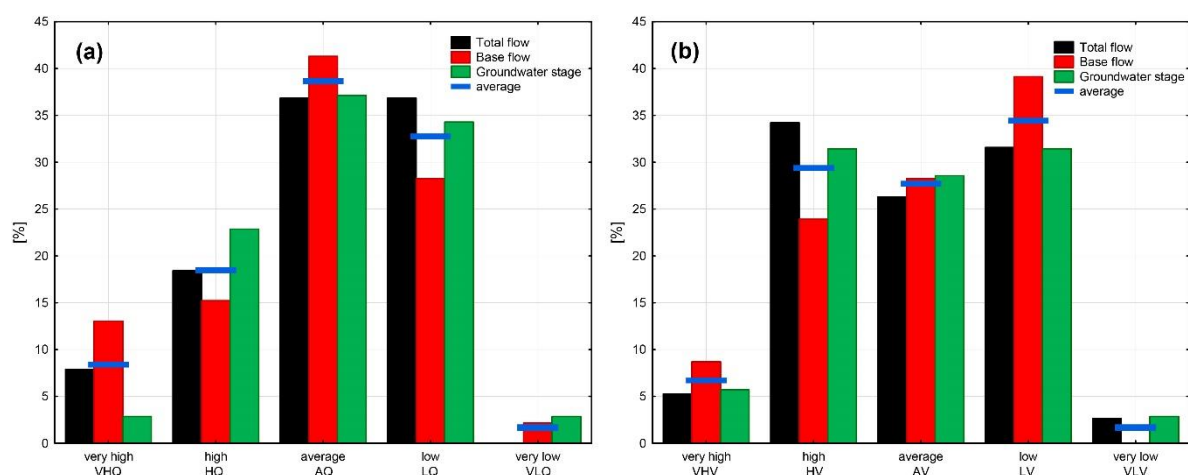 (a)
Total flow
Base flow
Groundwater stage
average
[%]
45
40
35
30
25
20
15
10
5
0
very high high average low very low
VHQ HQ AQ LQ VLQ
(b)
Total flow
Base flow
Groundwater stage
average
[%]
45
40
35
30
25
20
15
10
5
0
very high high average low very low
VHV HV AV LV VLV